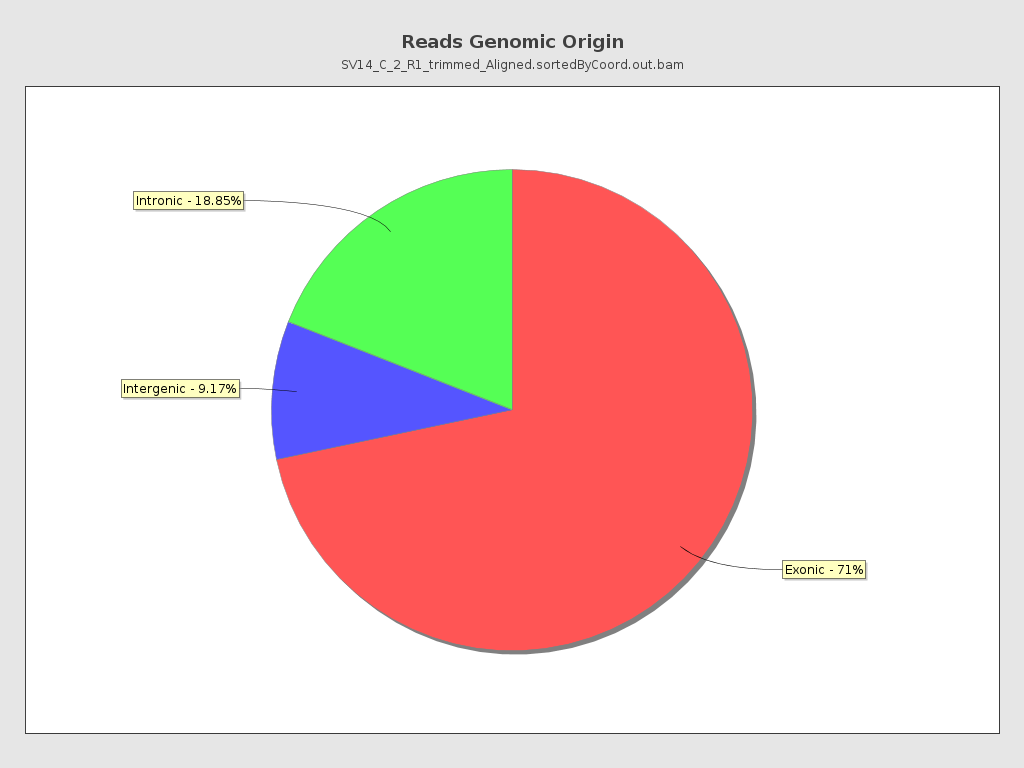 Reads Genomic Origin
SV14_C_2_R1_trimmed_Aligned.sortedByCoord.out.bam
Intronic - 18.85%
Intergenic - 9.17%
Exonic - 71%